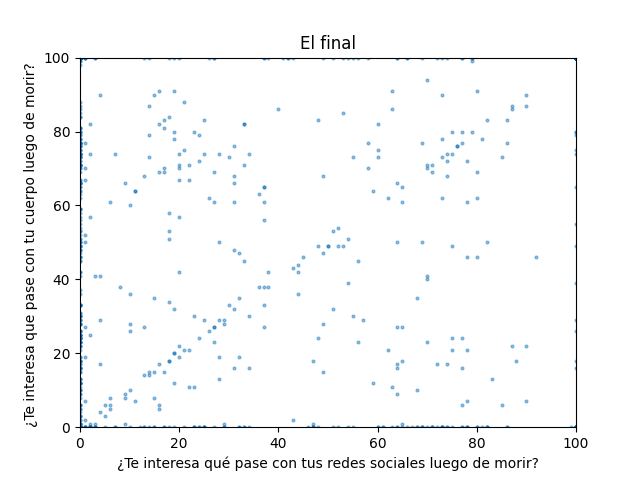 El final
¿Te interesa que pase con tu cuerpo luego de morir?
100
80
60
40
20
0
0 20 40 60 80 100
¿Te interesa qué pase con tus redes sociales luego de morir?